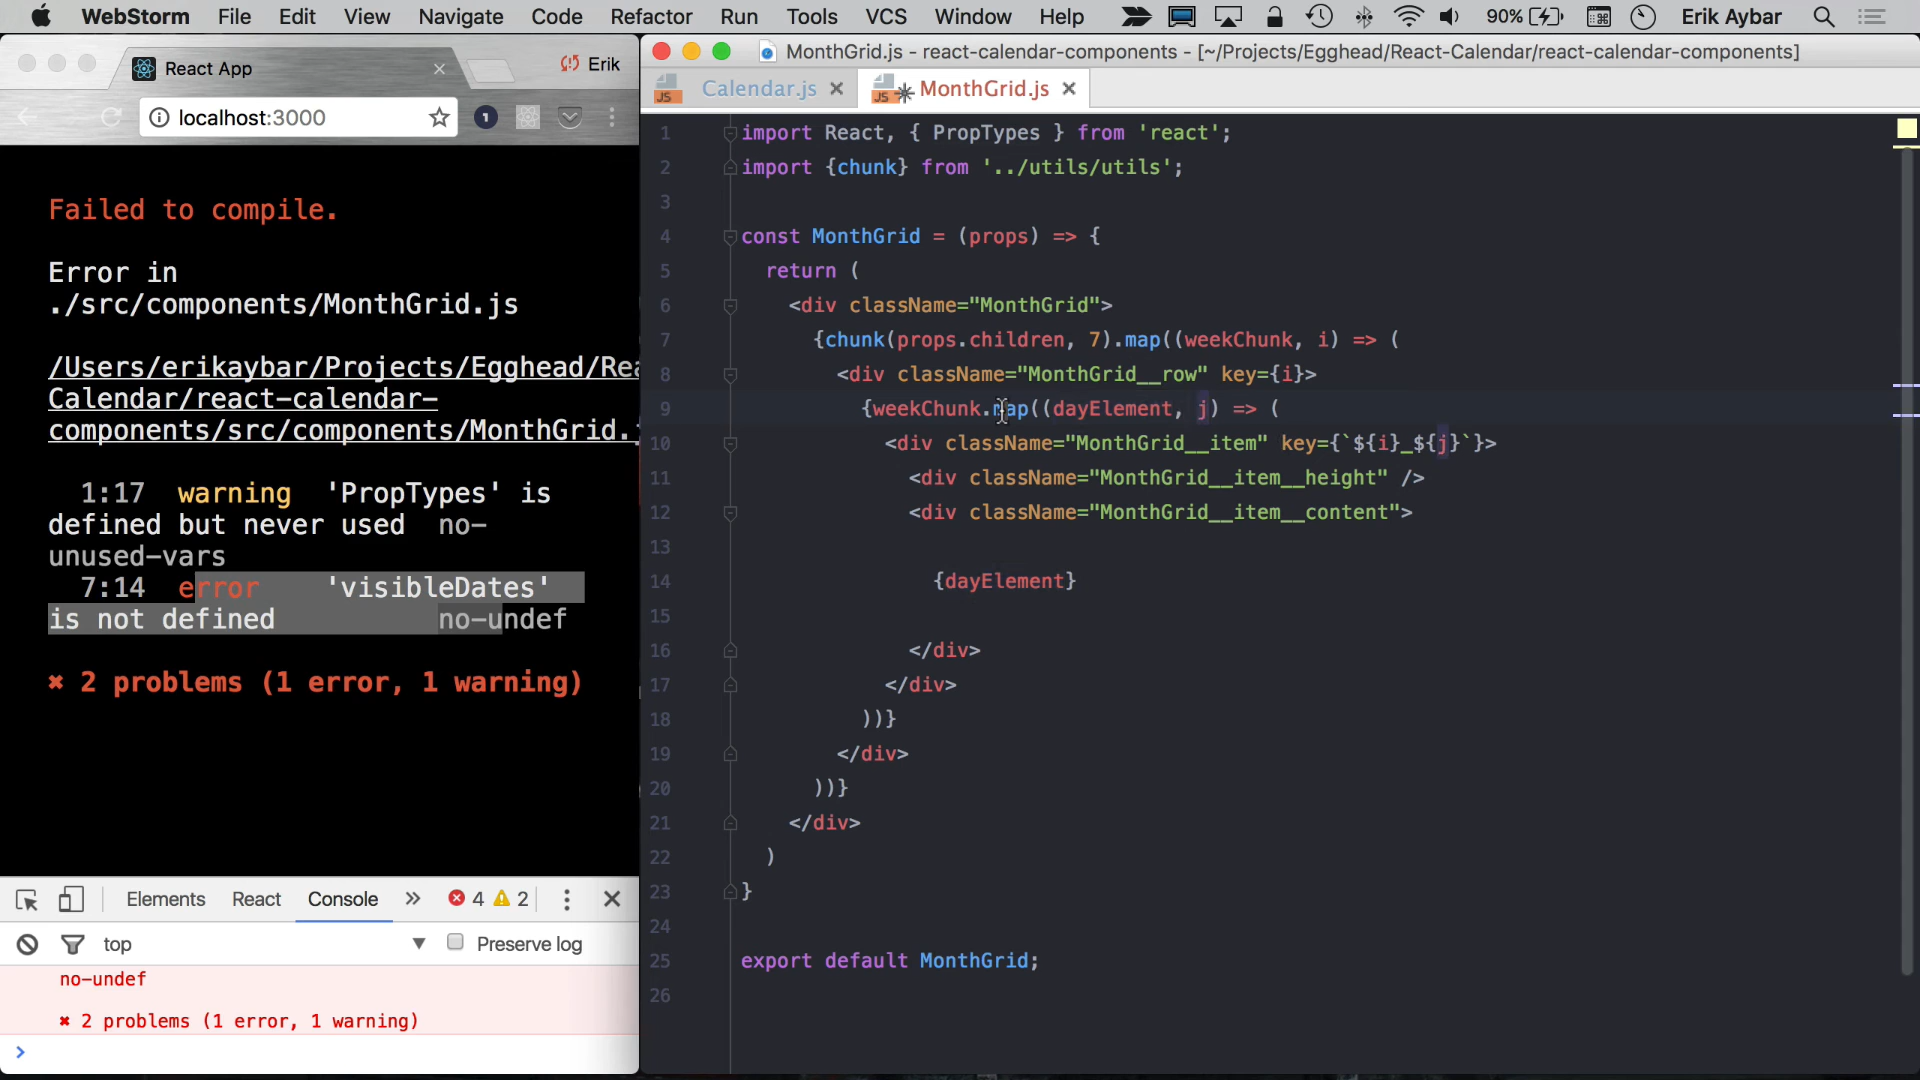 WebStorm File Edit View Navigate Code Refactor Run Tools VCS Window Help 90% Erik Aybar
React App
Erik
localhost:3000
1
Failed to compile.
Error in
./src/components/MonthGrid.js
/Users/erikaybar/Projects/Egghead/Rea
Calendar/react-calendar-
components/src/components/MonthGrid.j
1:17 warning 'PropTypes' is
defined but never used no-
unused-vars
7:14 error 'visibleDates'
is not defined no-undef
✖ 2 problems (1 error, 1 warning)
Elements React Console » 4 2
top Preserve log
no-undef
✖ 2 problems (1 error, 1 warning)
>
MonthGrid.js - react-calendar-components - [~/Projects/Egghead/React-Calendar/react-calendar-components]
JS Calendar.js JS MonthGrid.js
1 import React, { PropTypes } from 'react';
2 import {chunk} from '../utils/utils';
3
4 const MonthGrid = (props) => {
5 return (
6 <div className="MonthGrid">
7 {chunk(props.children, 7).map((weekChunk, i) => (
8 <div className="MonthGrid__row" key={i}>
9 {weekChunk.map((dayElement, j) => (
10 <div className="MonthGrid__item" key={`${i}_${j}`}>
11 <div className="MonthGrid__item__height" />
12 <div className="MonthGrid__item__content">
13
14 {dayElement}
15
16 </div>
17 </div>
18 ))}
19 </div>
20 ))}
21 </div>
22 )
23 }
24
25 export default MonthGrid;
26